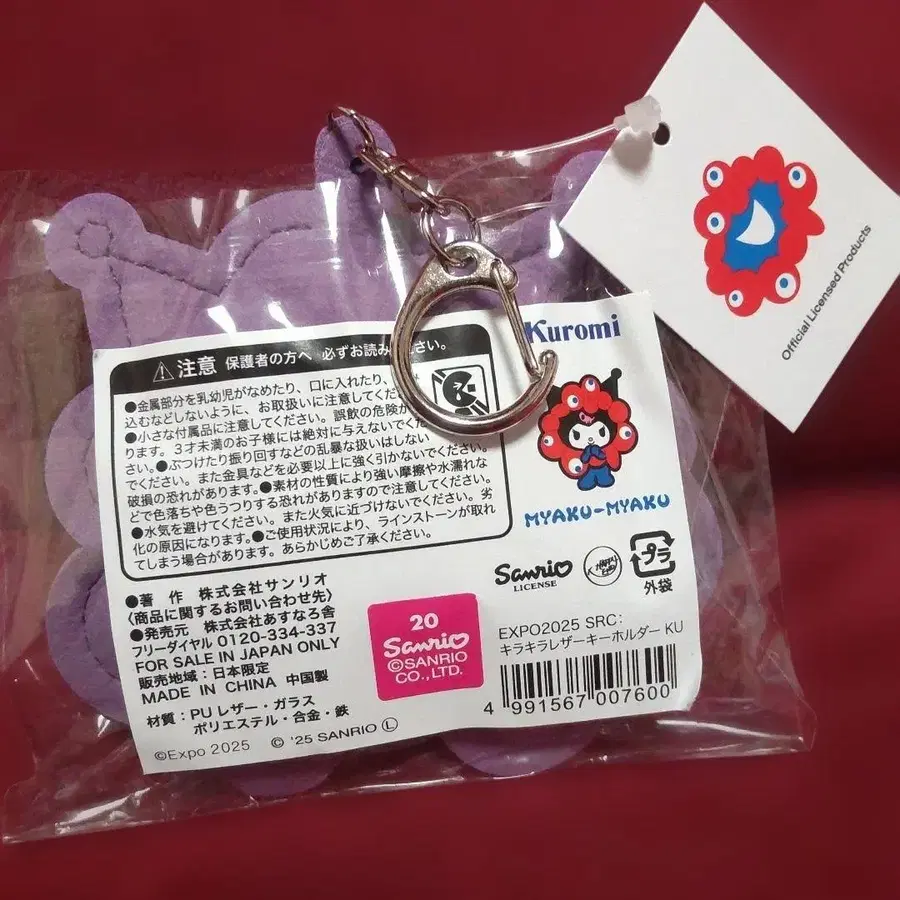 Official Licensed Products
Kuromi
MYAKU-MYAKU
⚠注意 保護者の方へ 必ずお読み ださい。
●金属部分を乳幼児がなめたり、口に入れたり、
込むなどしないように、お取扱いに注意してくださ
●小さな付属品に注意してください。誤飲の危険が
ります。3才未満のお子様には絶対に与えないでくだ
さい。●ぶつけたり振り回すなどの乱暴な扱いはしない
でください。また金具などを必要以上に強く引かないでください。
破損の恐れがあります。●素材の性質により強い摩擦や水濡れな
どで色落ちや色うつりする恐れがありますので注意してください。
●水気を避けてください。また火気に近づけないでください。劣
化の原因になります。●ご使用状況により、ラインストーンが取れ
てしまう場合があります。あらかじめご了承ください。
●著 作 株式会社サンリオ
〈商品に関するお問い合わせ先〉
●発売元 株式会社あすなろ舎
フリーダイヤル 0120-334-337
FOR SALE IN JAPAN ONLY
販売地域:日本限定
MADE IN CHINA 中国製
材質:PUレザー・ガラス
ポリエステル・合金・鉄
©Expo 2025 © '25 SANRIO Ⓛ
20
Sanrio
©SANRIO
CO.,LTD.
Sanrio
LICENSE
プラ
外袋
EXPO2025 SRC:
キラキラレザーキーホルダー KU
4 991567 007600